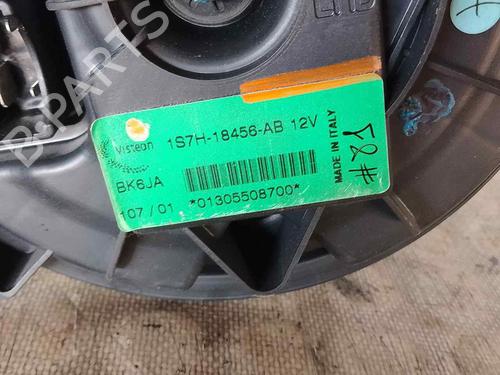 B-PARTS
Visteon 1S7H-18456-AB 12V
BK6JA
107/01 *01305508700*
MADE IN ITALY
#81